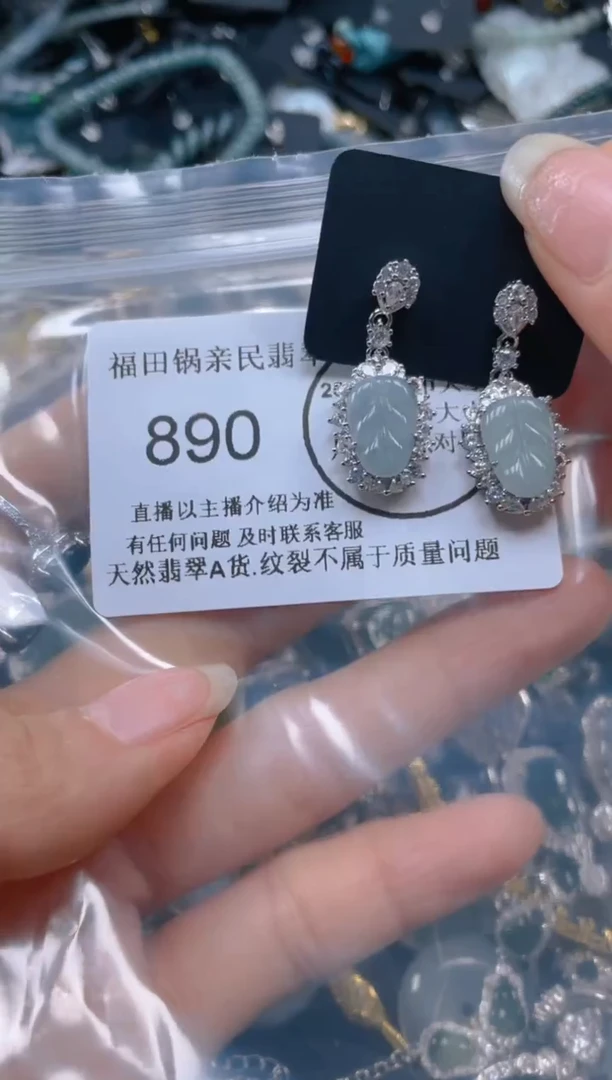 福田锅亲民翡翠
890
直播以主播介绍为准
有任何问题 及时联系客服
天然翡翠A货.纹裂不属于质量问题